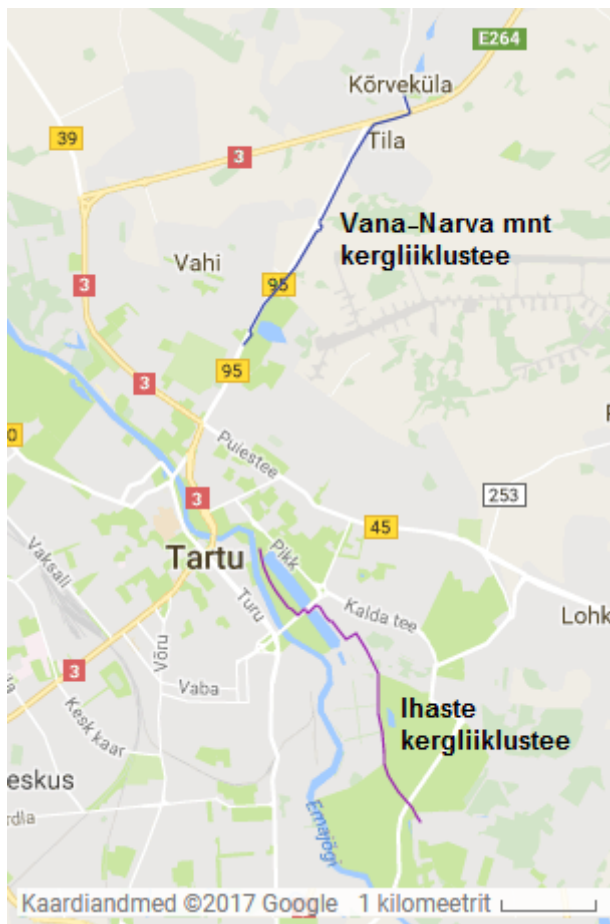 E264
Kõrveküla
39
3
Tila
Vana-Narva mnt
kergliiklustee
Vahi
95
3
95
3
Puiestee
3
253
45
Vaksali
Tartu
Pikk
Turu
Kalda tee
Lohk
Võru
3
Vaba
Kesk kaar
Ihaste
kergliiklustee
eskus
Emajõgi
Kaardiandmed ©2017 Google 1 kilomeetrit